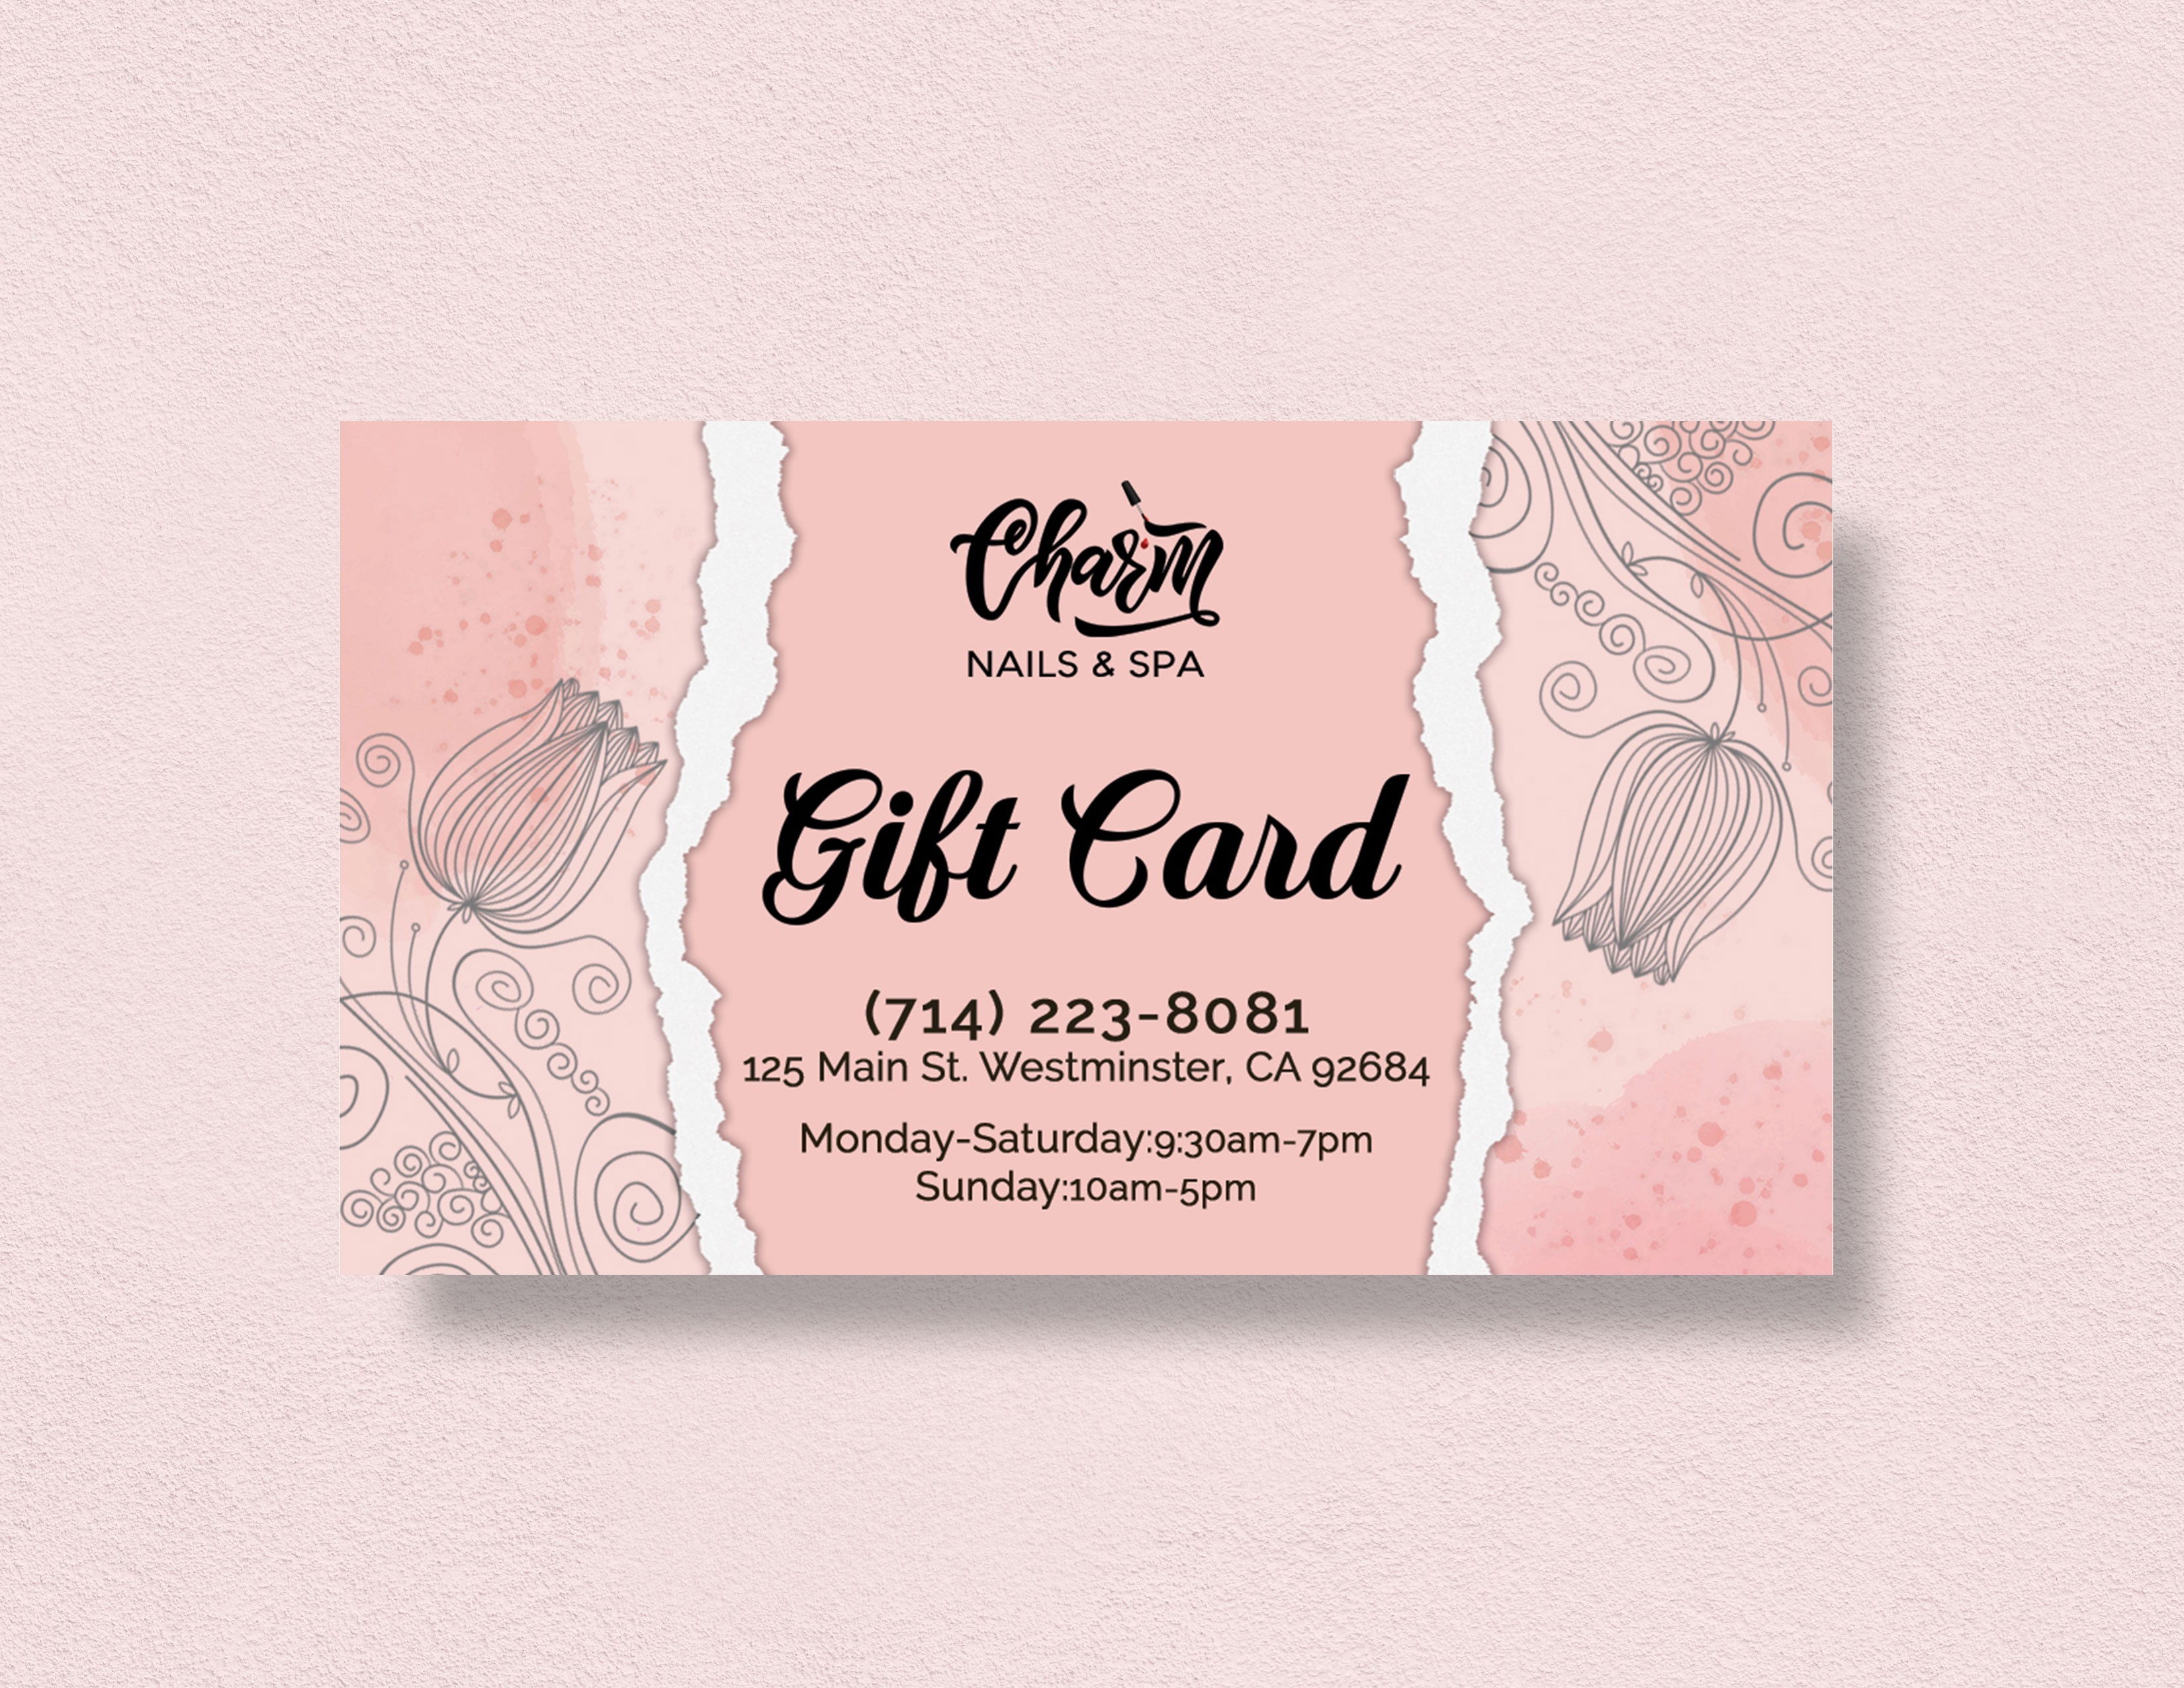 Charm
NAILS & SPA
Gift Card
(714) 223-8081
125 Main St. Westminster, CA 92684
Monday-Saturday:9:30am-7pm
Sunday:10am-5pm